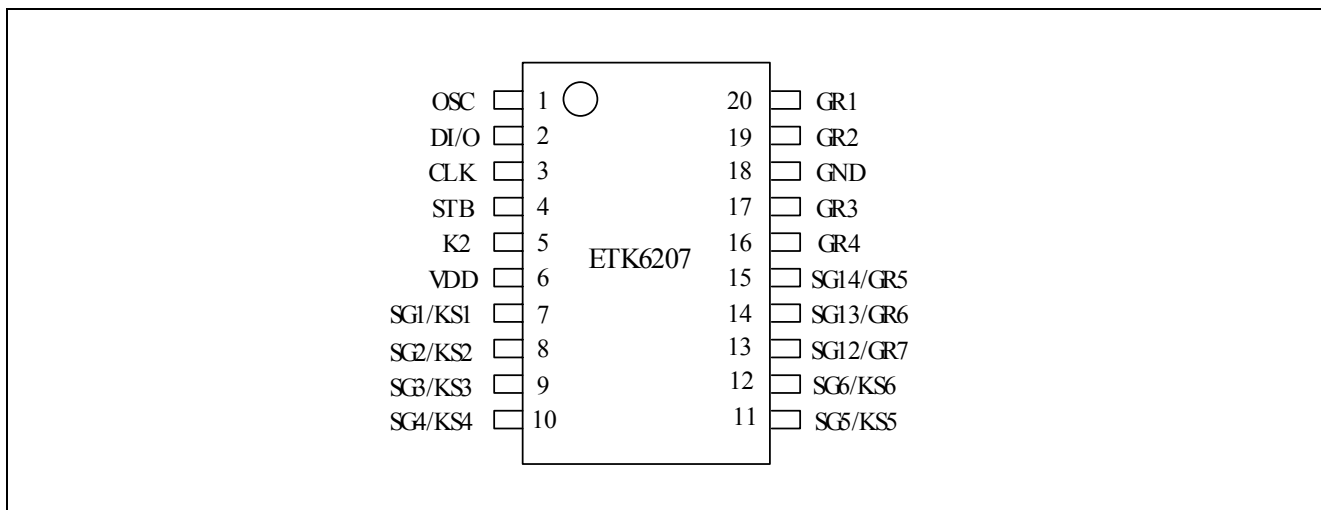 OSC 1 20 GR1
DI/O 2 19 GR2
CLK 3 18 GND
STB 4 17 GR3
K2 5 16 GR4
ETK6207
VDD 6 15 SG14/GR5
SG1/KS1 7 14 SG13/GR6
SG2/KS2 8 13 SG12/GR7
SG3/KS3 9 12 SG6/KS6
SG4/KS4 10 11 SG5/KS5